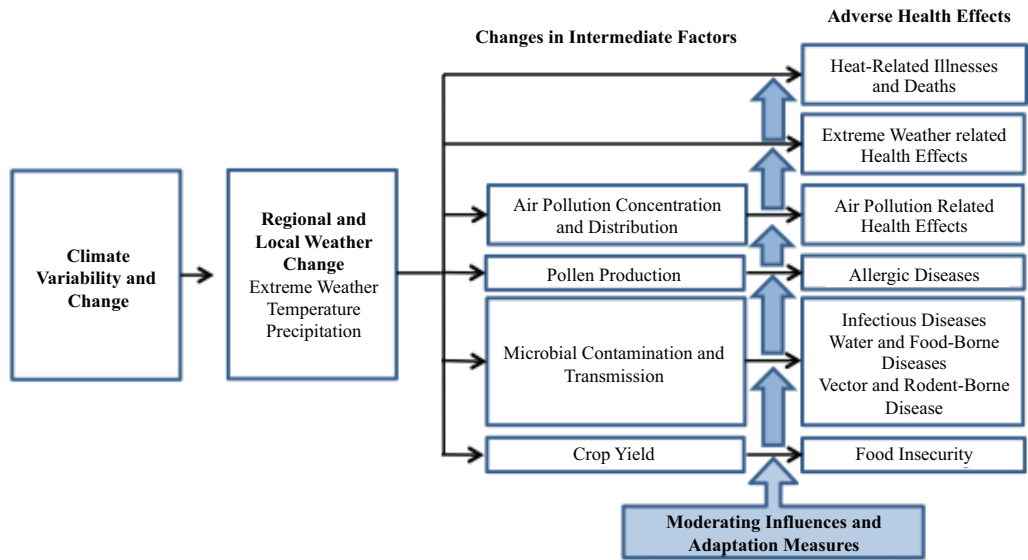 Adverse Health Effects
Changes in Intermediate Factors
Heat-Related Illnesses
and Deaths
Extreme Weather related
Health Effects
Climate
Variability and
Change
Regional and
Local Weather
Change
Extreme Weather
Temperature
Precipitation
Air Pollution Concentration
and Distribution
Air Pollution Related
Health Effects
Pollen Production
Allergic Diseases
Microbial Contamination and
Transmission
Infectious Diseases
Water and Food-Borne
Diseases
Vector and Rodent-Borne
Disease
Crop Yield
Food Insecurity
Moderating Influences and
Adaptation Measures